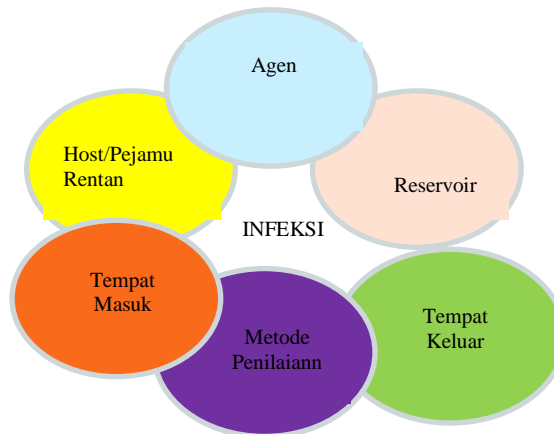 Agen
Host/Pejamu
Rentan
Reservoir
INFEKSI
Tempat
Masuk
Metode
Penilaiann
Tempat
Keluar